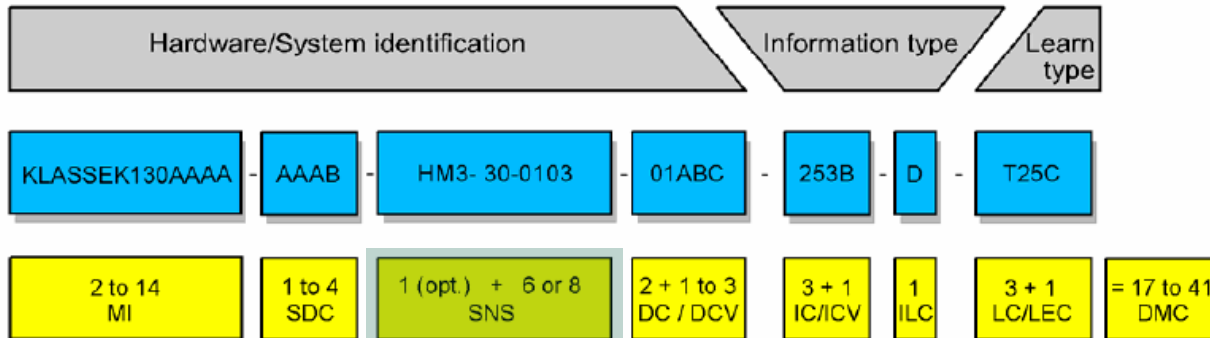 Hardware/System identification
Information type
Learn
type
KLASSEK130AAAA - AAAB - HM3- 30-0103 - 01ABC - 253B - D - T25C
2 to 14
MI
1 to 4
SDC
1 (opt.) + 6 or 8
SNS
2 + 1 to 3
DC / DCV
3 + 1
IC/ICV
1
ILC
3 + 1
LC/LEC
= 17 to 41
DMC